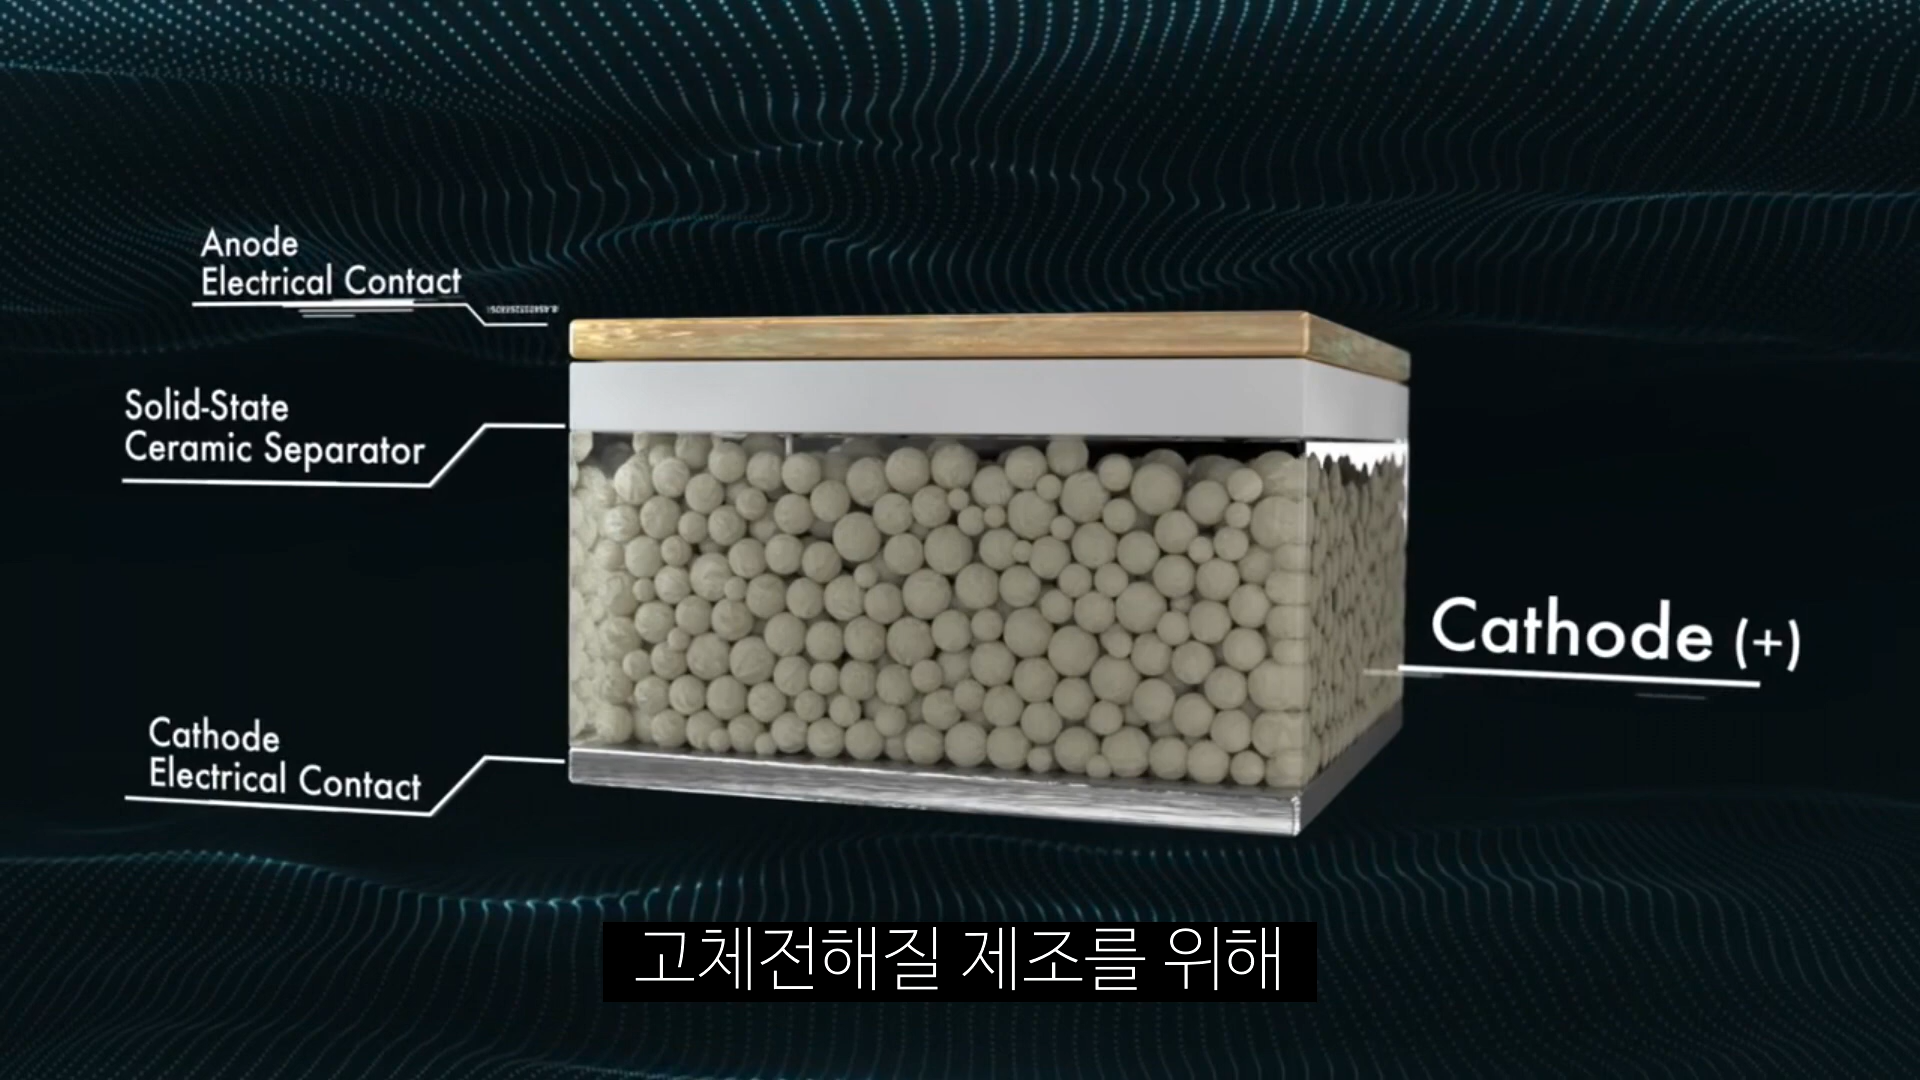 Anode
Electrical Contact
Solid-State
Ceramic Separator
Cathode (+)
Cathode
Electrical Contact
고체전해질 제조를 위해